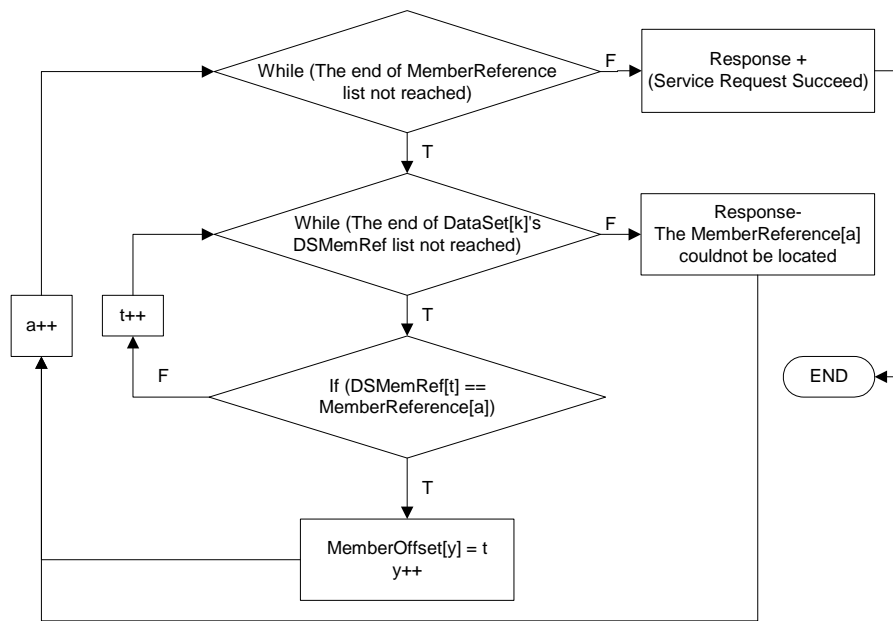 While (The end of MemberReference
list not reached)
F
Response +
(Service Request Succeed)
T
While (The end of DataSet[k]'s
DSMemRef list not reached)
F
Response-
The MemberReference[a]
couldnot be located
a++
t++
T
F
If (DSMemRef[t] ==
MemberReference[a])
END
T
MemberOffset[y] = t
y++